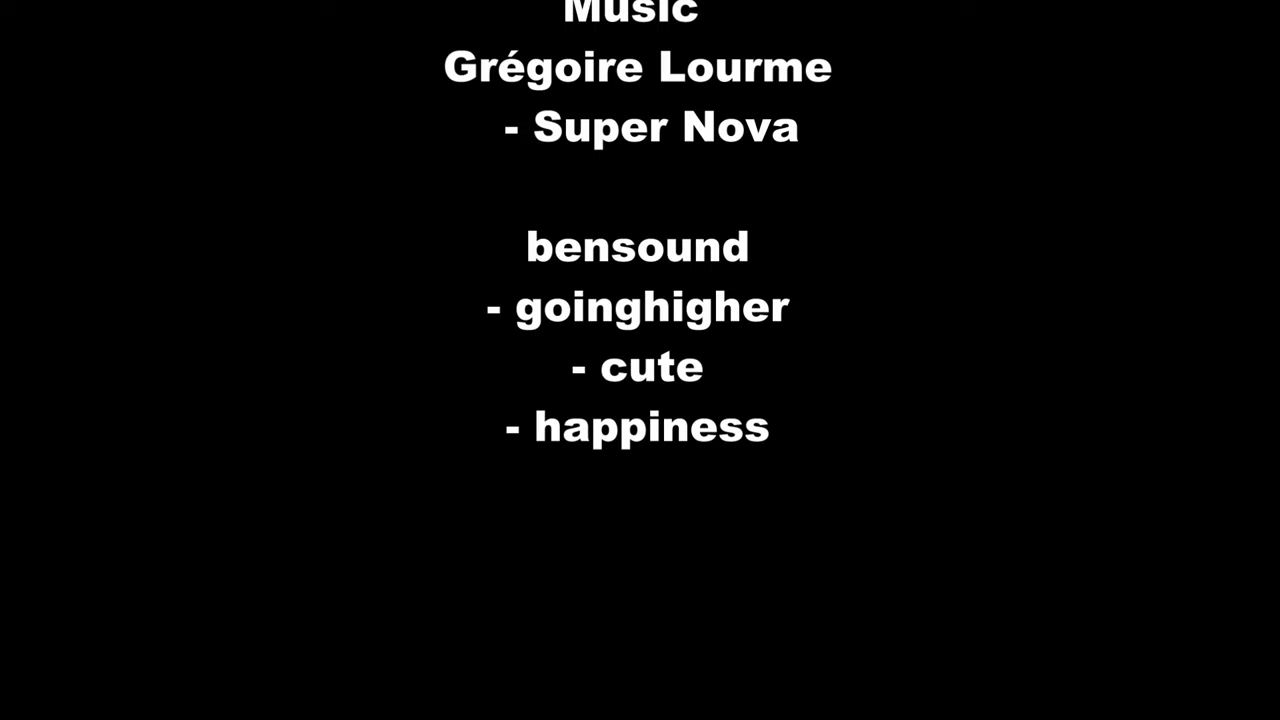 Music
Grégoire Lourme
- Super Nova
bensound
- goinghigher
- cute
- happiness